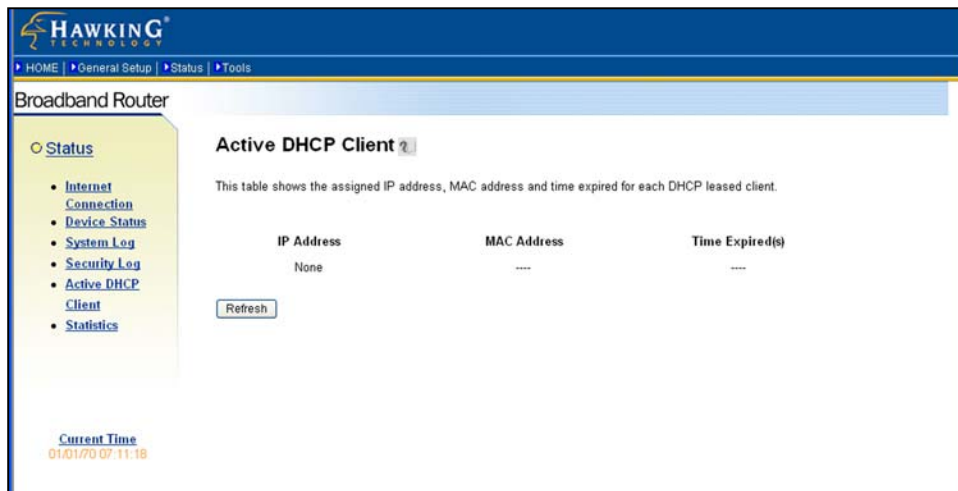 HAWKING®
TECHNOLOGY
HOME | General Setup | Status | Tools
Broadband Router
Status
Internet
Connection
Device Status
System Log
Security Log
Active DHCP
Client
Statistics
Current Time
01/01/70 07:11:18
Active DHCP Client
This table shows the assigned IP address, MAC address and time expired for each DHCP leased client.
IP Address MAC Address Time Expired(s)
None ---- ----
Refresh